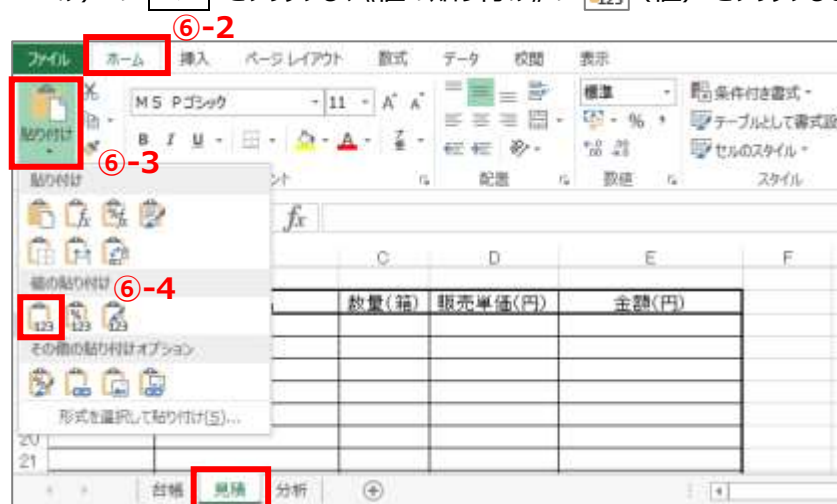 ⑥-2
ファイル ホーム 挿入 ページ レイアウト 数式 データ 校閲 表示
貼り付け
ＭＳ Ｐゴシック 11 標準 条件付き書式
B I U % テーブルとして書式設
セルのスタイル
⑥-3
配置 数値 スタイル
貼り付け
fx
C D E F
値の貼り付け
⑥-4
数量(箱) 販売単価(円) 金額(円)
123 123
その他の貼り付けオプション
形式を選択して貼り付け(S)...
20
21
台帳 見積 分析